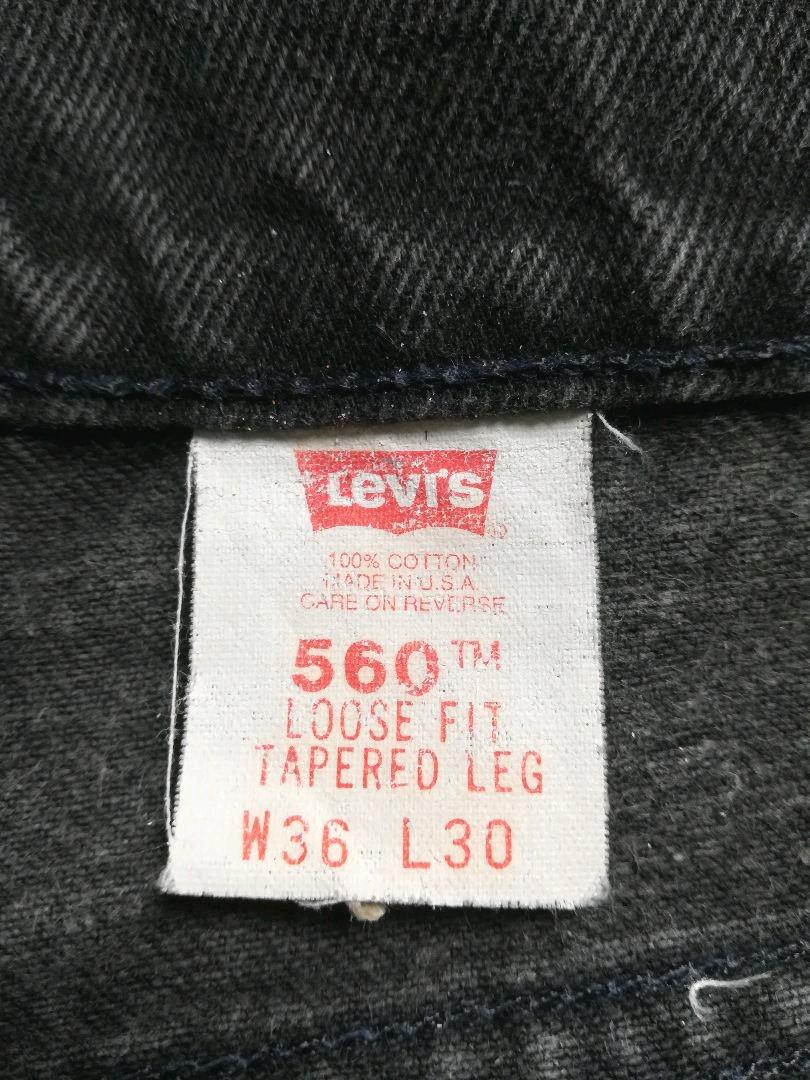 Levi's
100% COTTON
MADE IN U.S.A.
CARE ON REVERSE
560™
LOOSE FIT
TAPERED LEG
W36 L30